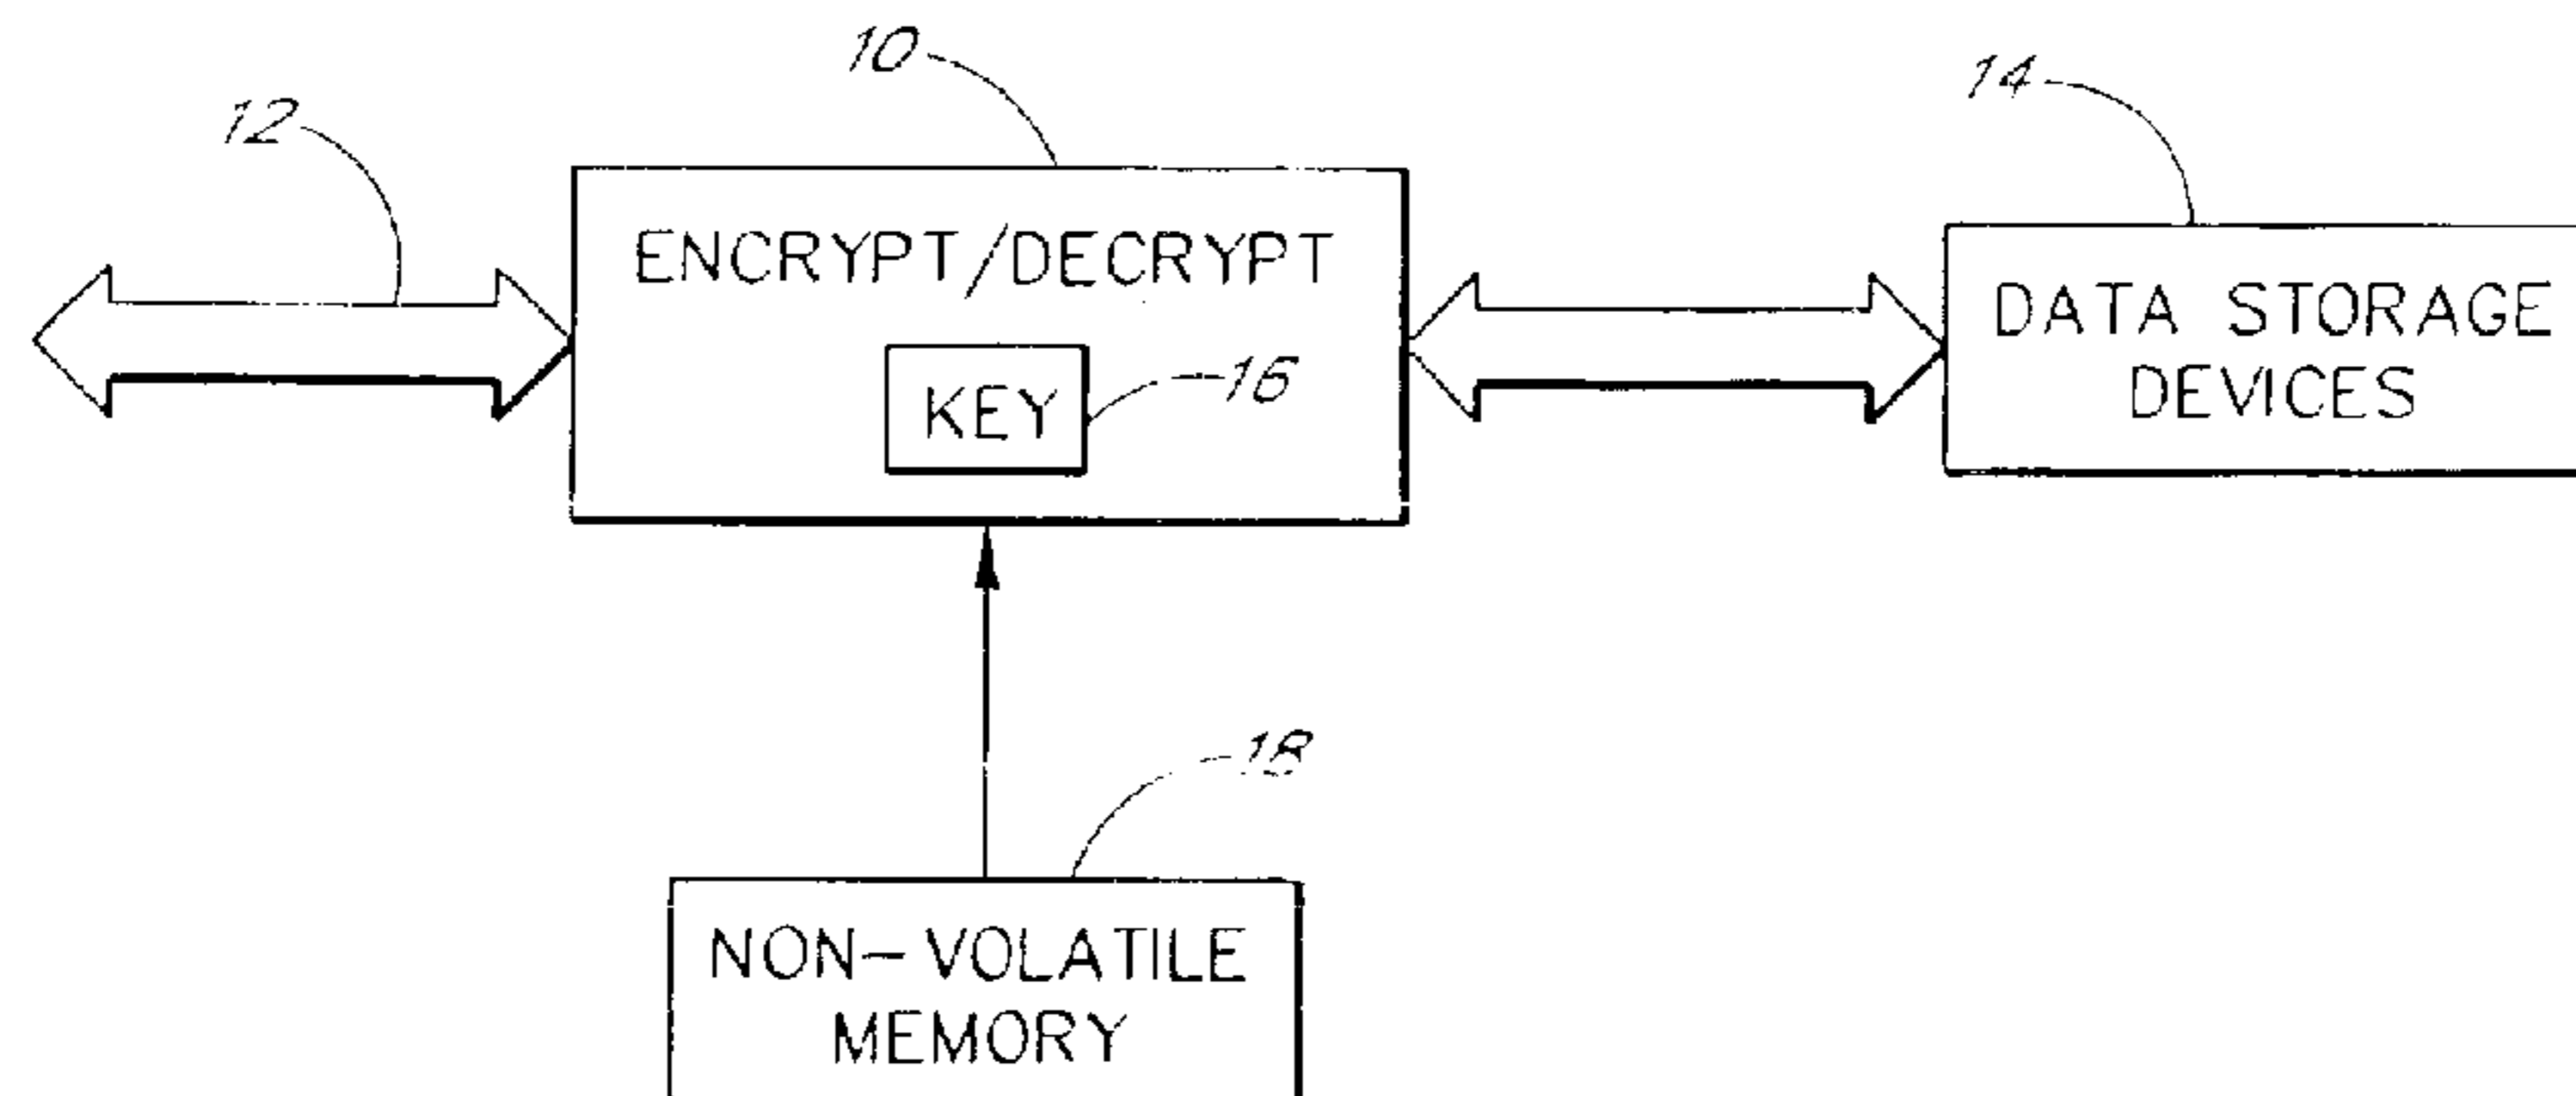 10
14
12
ENCRYPT/DECRYPT
DATA STORAGE
DEVICES
KEY
16
18
NON-VOLATILE
MEMORY